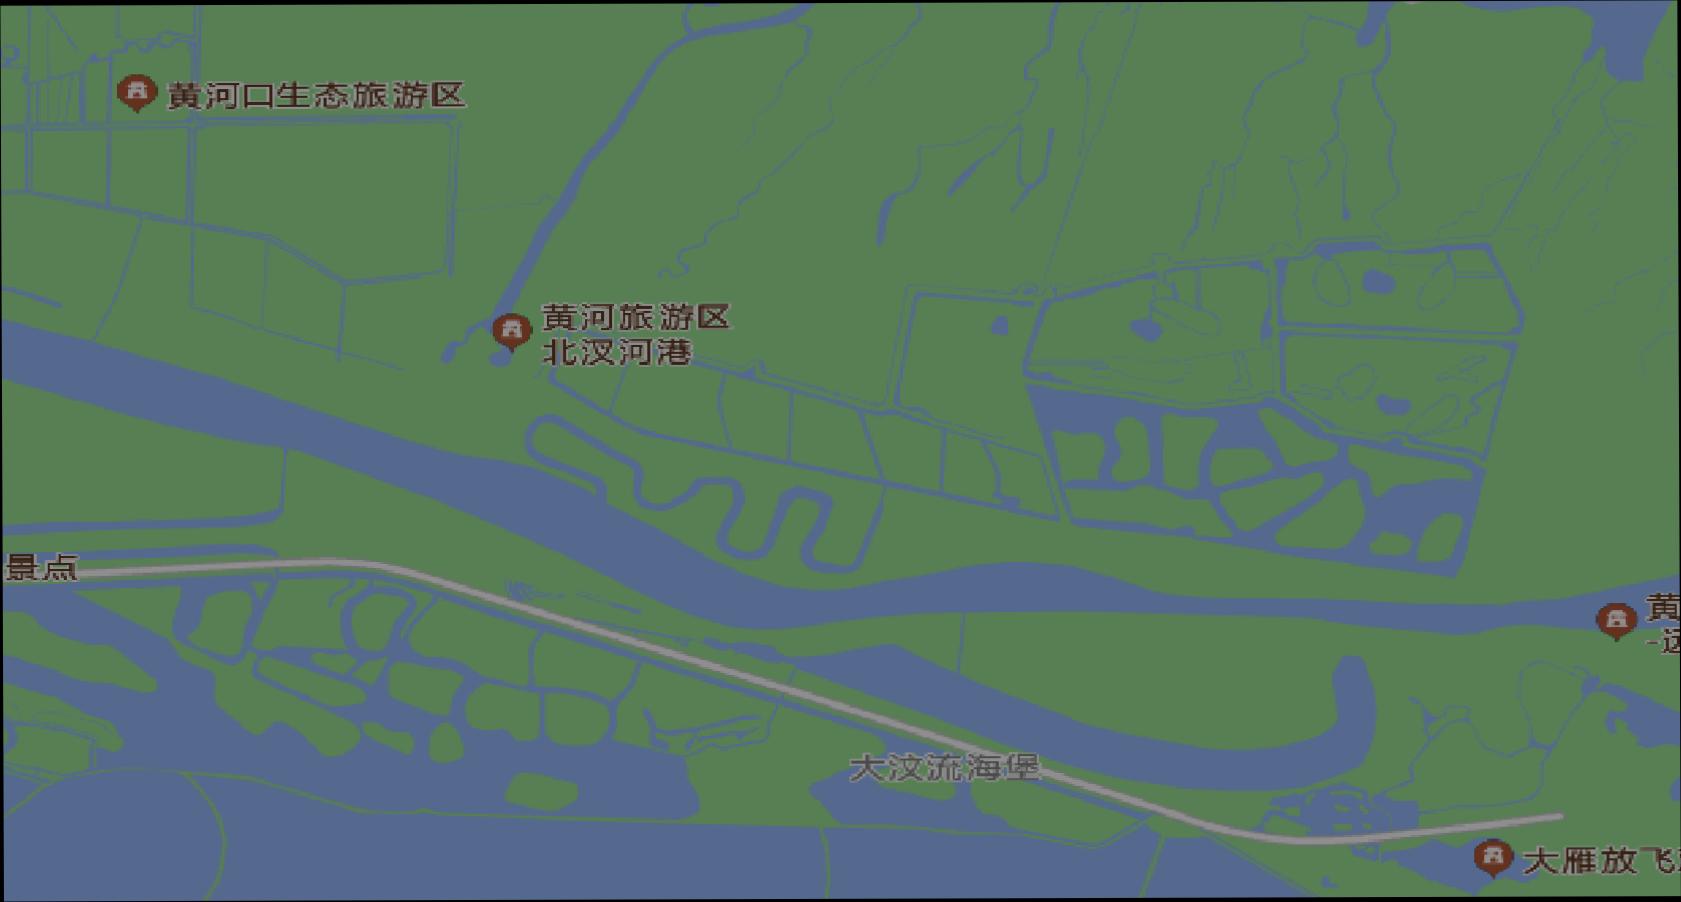 黄河口生态旅游区
黄河旅游区
北汊河港
景点
黄
大汶流海堡
大雁放飞